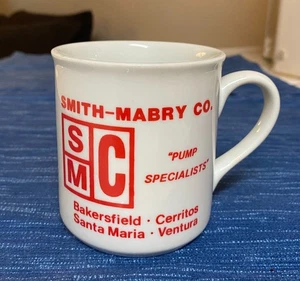 SMITH-MABRY CO.
S
M
C
"PUMP
SPECIALISTS"
Bakersfield · Cerritos
Santa Maria · Ventura